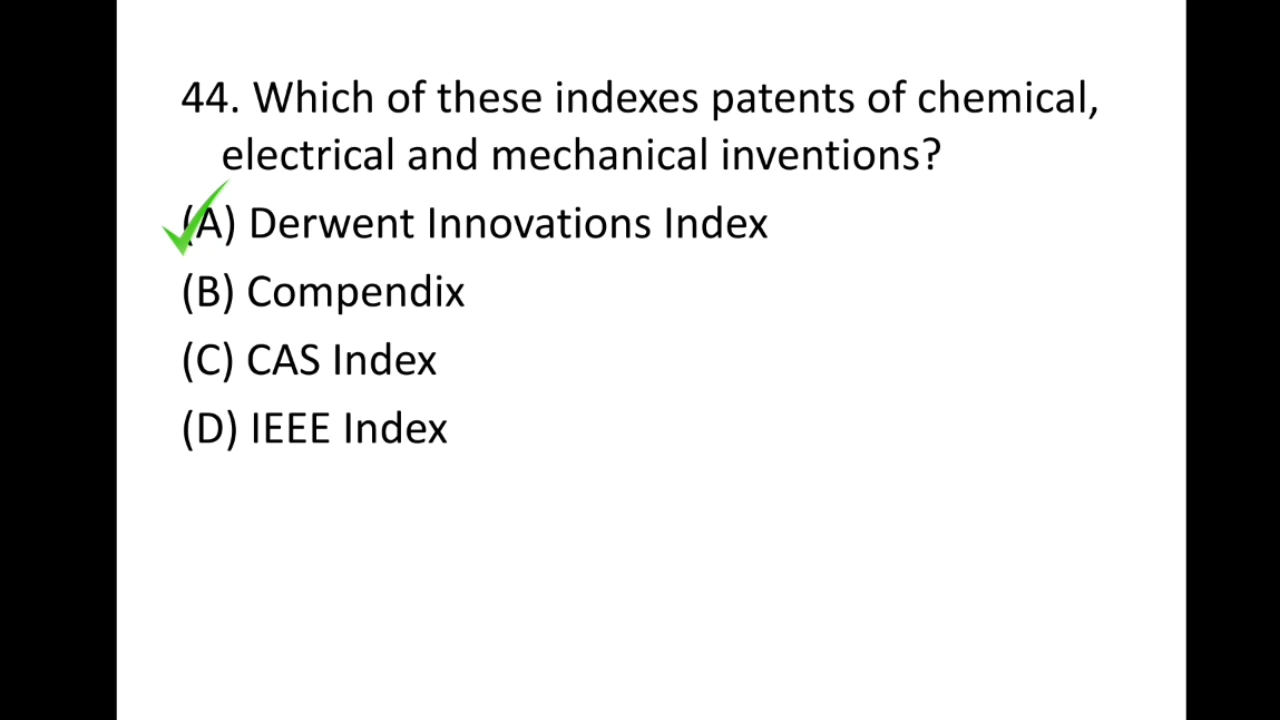 44. Which of these indexes patents of chemical,
electrical and mechanical inventions?
(A) Derwent Innovations Index
(B) Compendix
(C) CAS Index
(D) IEEE Index